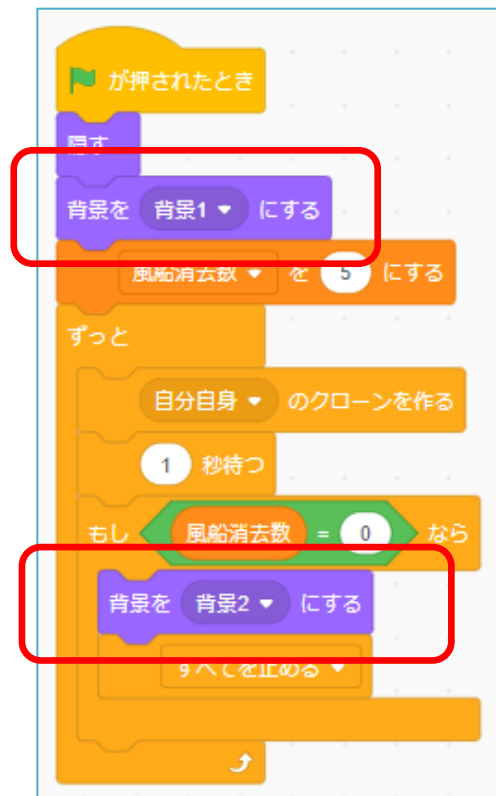 が押されたとき
隠す
背景を 背景1 にする
風船消去数 を 5 にする
ずっと
自分自身 のクローンを作る
1 秒待つ
もし 風船消去数 = 0 なら
背景を 背景2 にする
すべてを止める